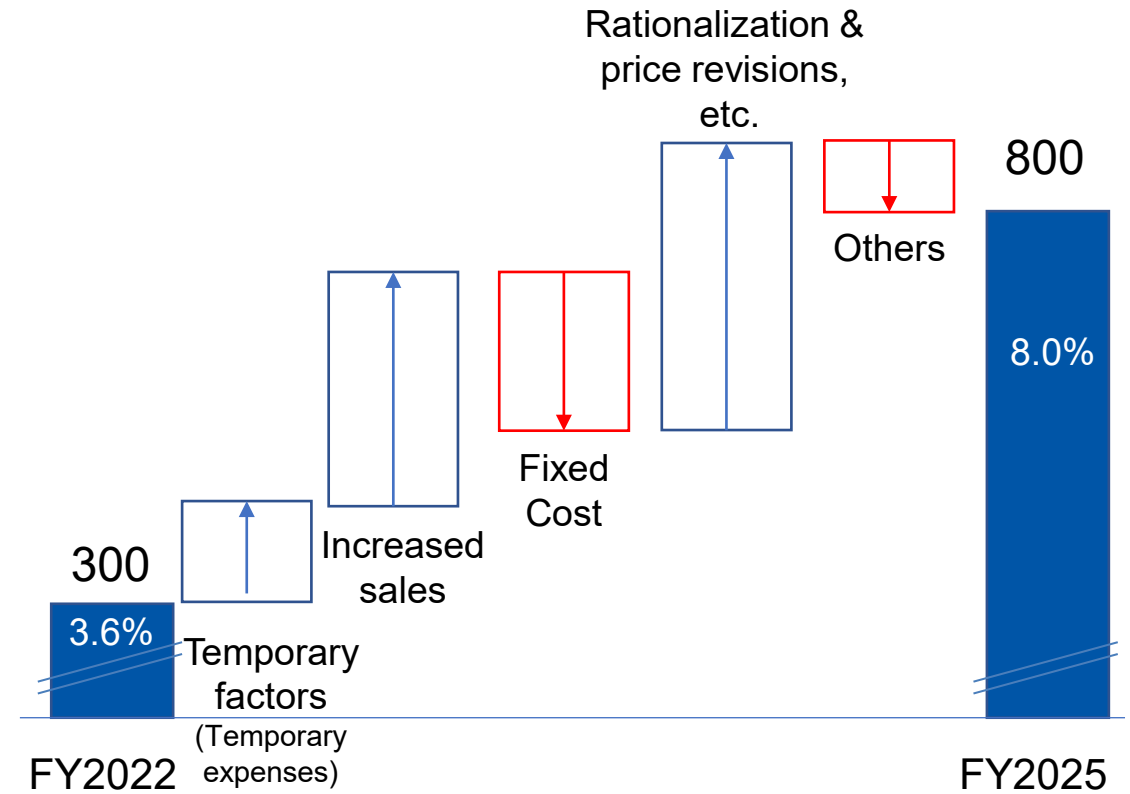 Rationalization &
price revisions,
etc.
800
Others
8.0%
Fixed
Cost
Increased
sales
300
3.6%
Temporary
factors
(Temporary
expenses)
FY2022
FY2025